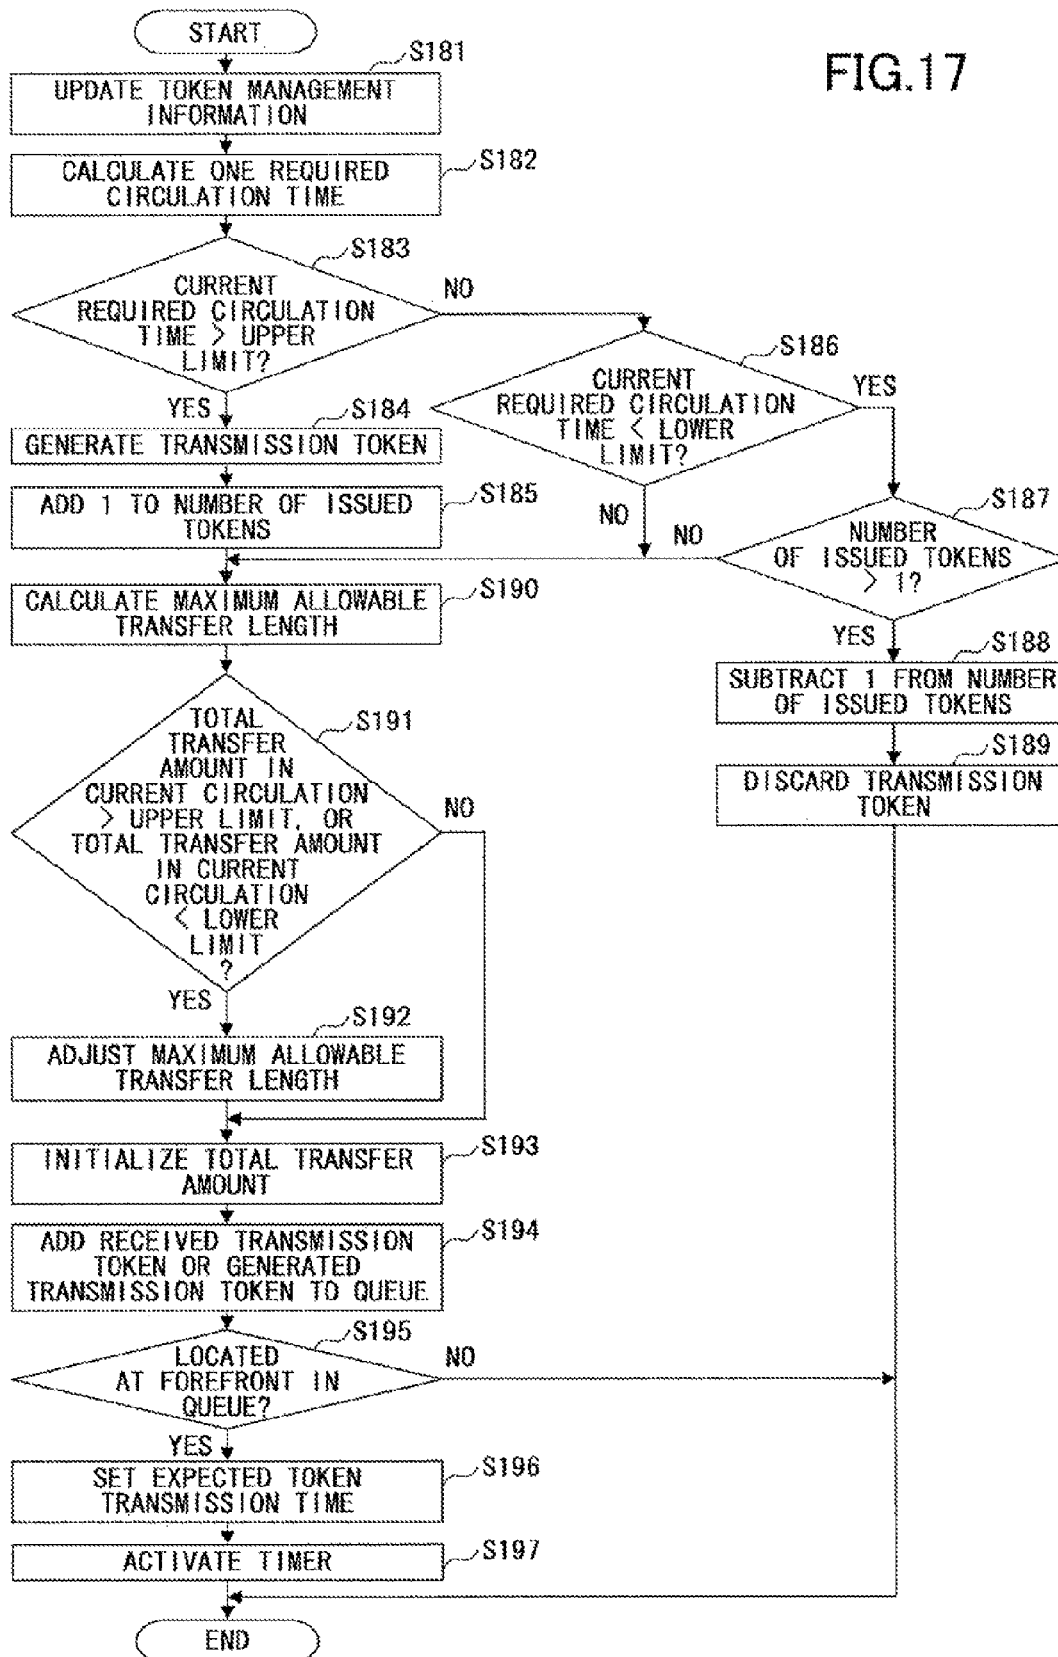 FIG.17
START
S181
UPDATE TOKEN MANAGEMENT
INFORMATION
S182
CALCULATE ONE REQUIRED
CIRCULATION TIME
S183
CURRENT
REQUIRED CIRCULATION
TIME > UPPER
LIMIT?
NO
YES
S184
GENERATE TRANSMISSION TOKEN
S185
ADD 1 TO NUMBER OF ISSUED
TOKENS
S186
CURRENT
REQUIRED CIRCULATION
TIME < LOWER
LIMIT?
YES
NO
S187
NUMBER
OF ISSUED TOKENS
> 1?
NO
YES
S188
SUBTRACT 1 FROM NUMBER
OF ISSUED TOKENS
S189
DISCARD TRANSMISSION
TOKEN
S190
CALCULATE MAXIMUM ALLOWABLE
TRANSFER LENGTH
S191
TOTAL
TRANSFER
AMOUNT IN
CURRENT CIRCULATION
> UPPER LIMIT, OR
TOTAL TRANSFER AMOUNT
IN CURRENT
CIRCULATION
< LOWER
LIMIT
?
NO
YES
S192
ADJUST MAXIMUM ALLOWABLE
TRANSFER LENGTH
S193
INITIALIZE TOTAL TRANSFER
AMOUNT
S194
ADD RECEIVED TRANSMISSION
TOKEN OR GENERATED
TRANSMISSION TOKEN TO QUEUE
S195
LOCATED
AT FOREFRONT IN
QUEUE?
NO
YES
S196
SET EXPECTED TOKEN
TRANSMISSION TIME
S197
ACTIVATE TIMER
END